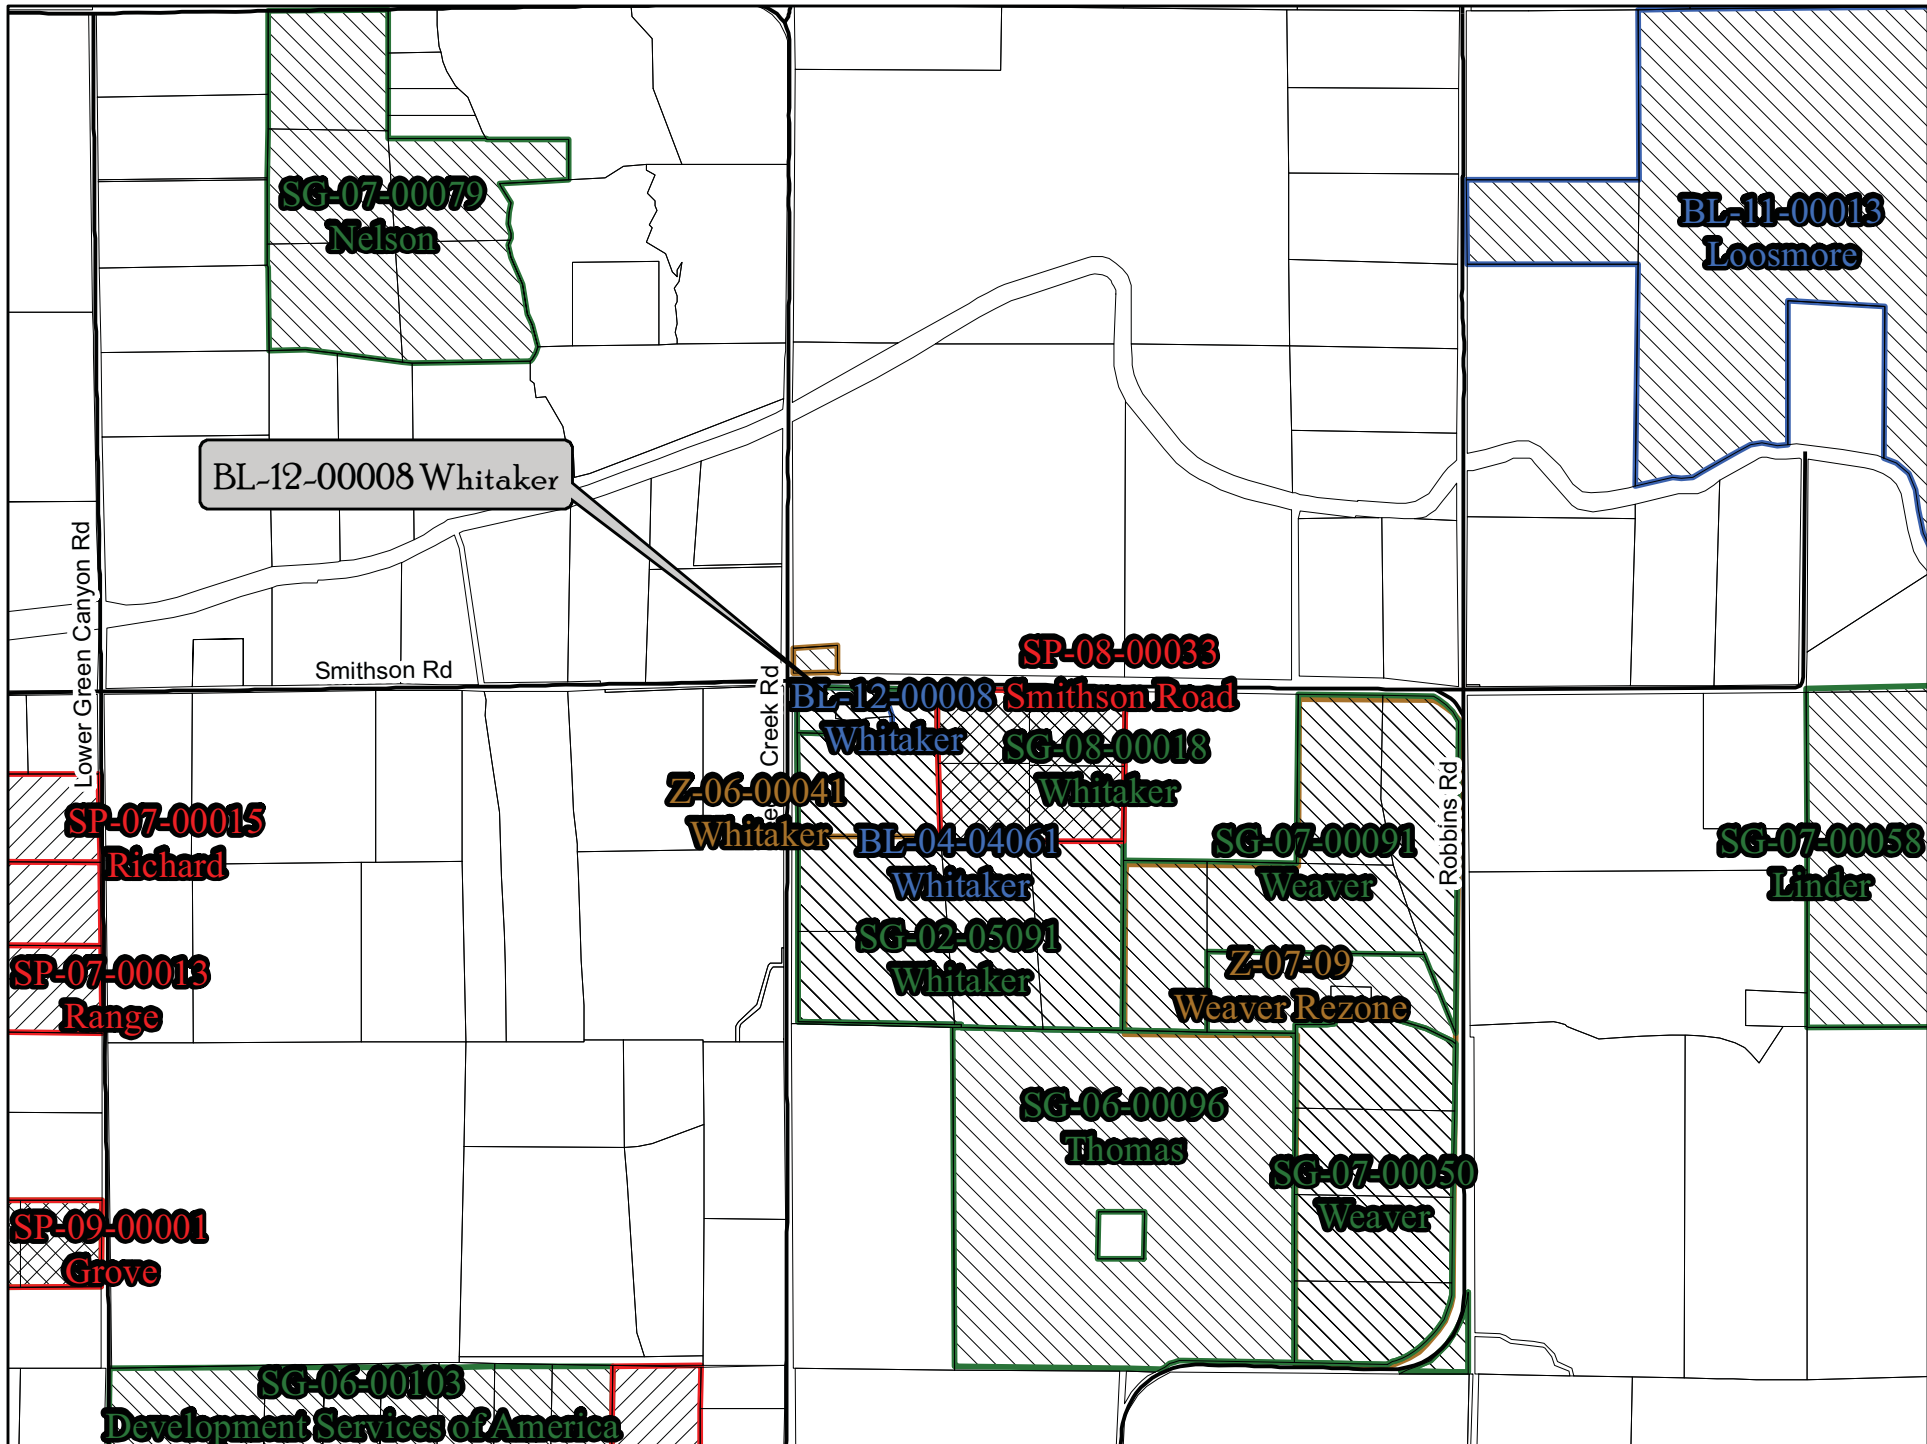 SG-07-00079
Nelson
BL-11-00013
Loosmore
BL-12-00008 Whitaker
Lower Green Canyon Rd
Smithson Rd
Creek Rd
SP-08-00033
Smithson Road
BL-12-00008
Whitaker
SG-08-00018
Whitaker
Z-06-00041
Whitaker
BL-04-04061
Whitaker
SG-02-05091
Whitaker
SG-07-00091
Weaver
Robbins Rd
SG-07-00058
Linder
SP-07-00015
Richard
SP-07-00013
Range
Z-07-09
Weaver Rezone
SG-06-00096
Thomas
SG-07-00050
Weaver
SP-09-00001
Grove
SG-06-00103
Development Services of America